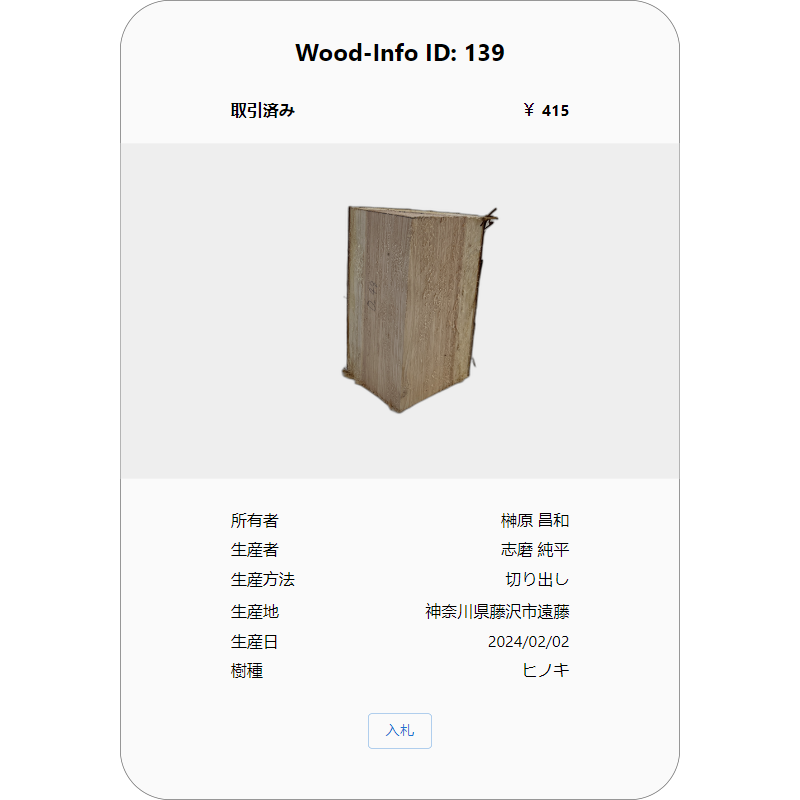 Wood-Info ID: 139
取引済み ￥ 415
所有者 榊原 昌和
生産者 志磨 純平
生産方法 切り出し
生産地 神奈川県藤沢市遠藤
生産日 2024/02/02
樹種 ヒノキ
入札